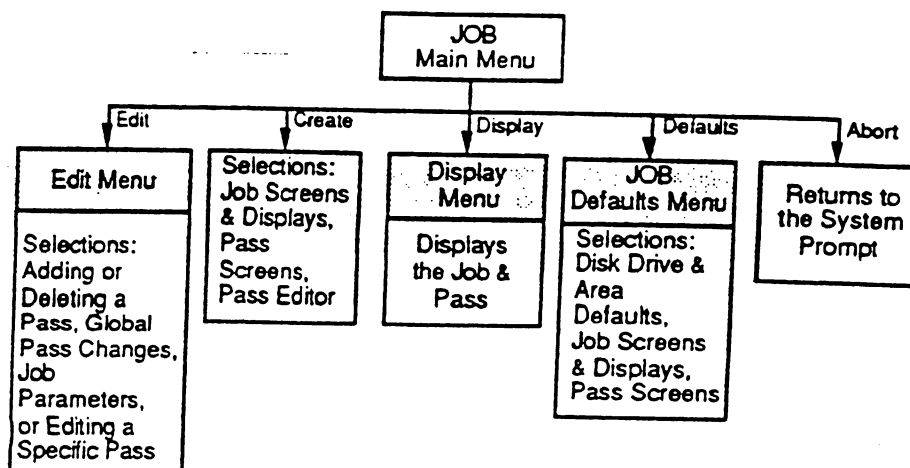 JOB
Main Menu
Edit
Create
Display
Defaults
Abort
Edit Menu
Selections:
Adding or
Deleting a
Pass, Global
Pass Changes,
Job
Parameters,
or Editing a
Specific Pass
Selections:
Job Screens
& Displays,
Pass
Screens,
Pass Editor
Display
Menu
Displays
the Job &
Pass
JOB
Defaults Menu
Selections:
Disk Drive &
Area
Defaults,
Job Screens
& Displays,
Pass Screens
Returns to
the System
Prompt